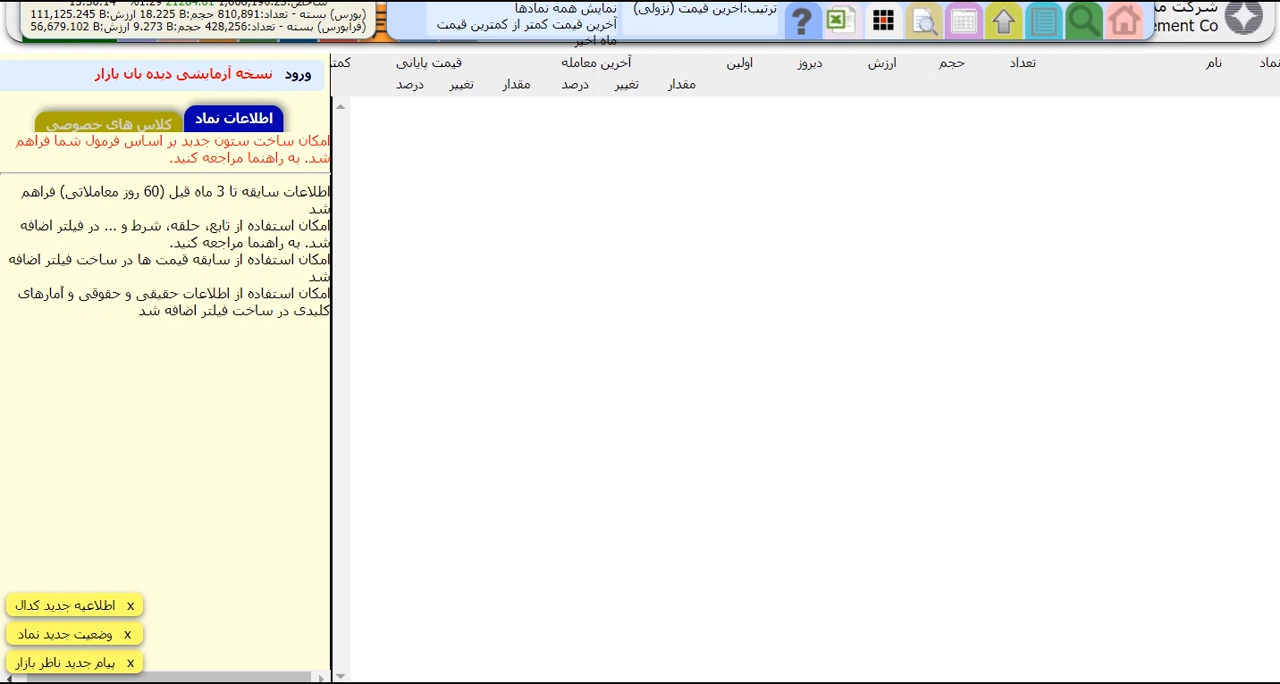 شرکت مد
ement Co
ترتیب:آخرین قیمت (نزولی)
نمایش همه نمادها
آخرین قیمت کمتر از کمترین قیمت
ماه اخیر
(بورس) بسته - تعداد:810,891 حجم:18.225 B ارزش:111,125.245 B
(فرابورس) بسته - تعداد:428,256 حجم:9.273 B ارزش:56,679.102 B
نماد نام تعداد حجم ارزش دیروز اولین آخرین معامله قیمت پایانی کمتر
مقدار تغییر درصد مقدار تغییر درصد
ورود نسخه آزمایشی دیده بان بازار
اطلاعات نماد کلاس های خصوصی
امکان ساخت ستون جدید بر اساس فرمول شما فراهم
شد. به راهنما مراجعه کنید.
اطلاعات سابقه تا 3 ماه قبل (60 روز معاملاتی) فراهم
شد
امکان استفاده از تابع، حلقه، شرط و ... در فیلتر اضافه
شد. به راهنما مراجعه کنید.
امکان استفاده از سابقه قیمت ها در ساخت فیلتر اضافه
شد
امکان استفاده از اطلاعات حقیقی و حقوقی و آمارهای
کلیدی در ساخت فیلتر اضافه شد
x اطلاعیه جدید کدال
x وضعیت جدید نماد
x پیام جدید ناظر بازار